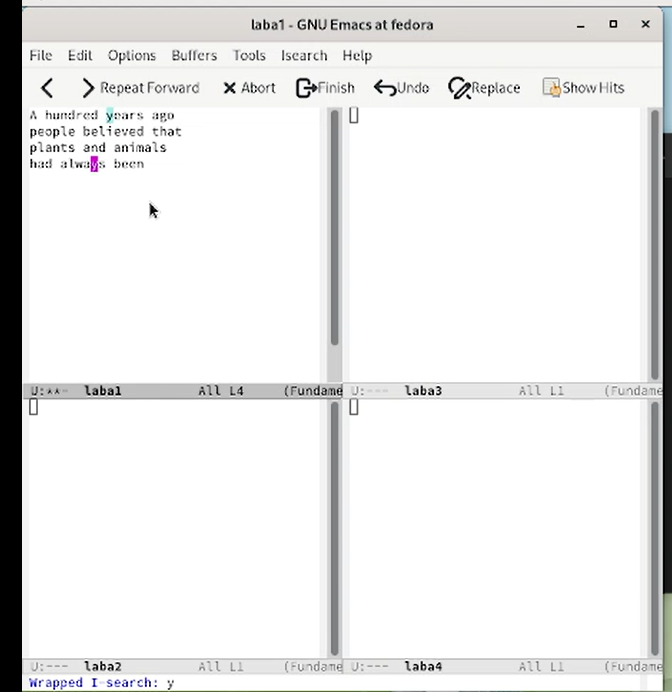 laba1 - GNU Emacs at fedora
File Edit Options Buffers Tools Isearch Help
Repeat Forward Abort Finish Undo Replace Show Hits
A hundred years ago
people believed that
plants and animals
had always been
U:**- laba1 All L4 (Fundame
U:--- laba3 All L1 (Fundame
U:--- laba2 All L1 (Fundame
U:--- laba4 All L1 (Fundame
Wrapped I-search: y